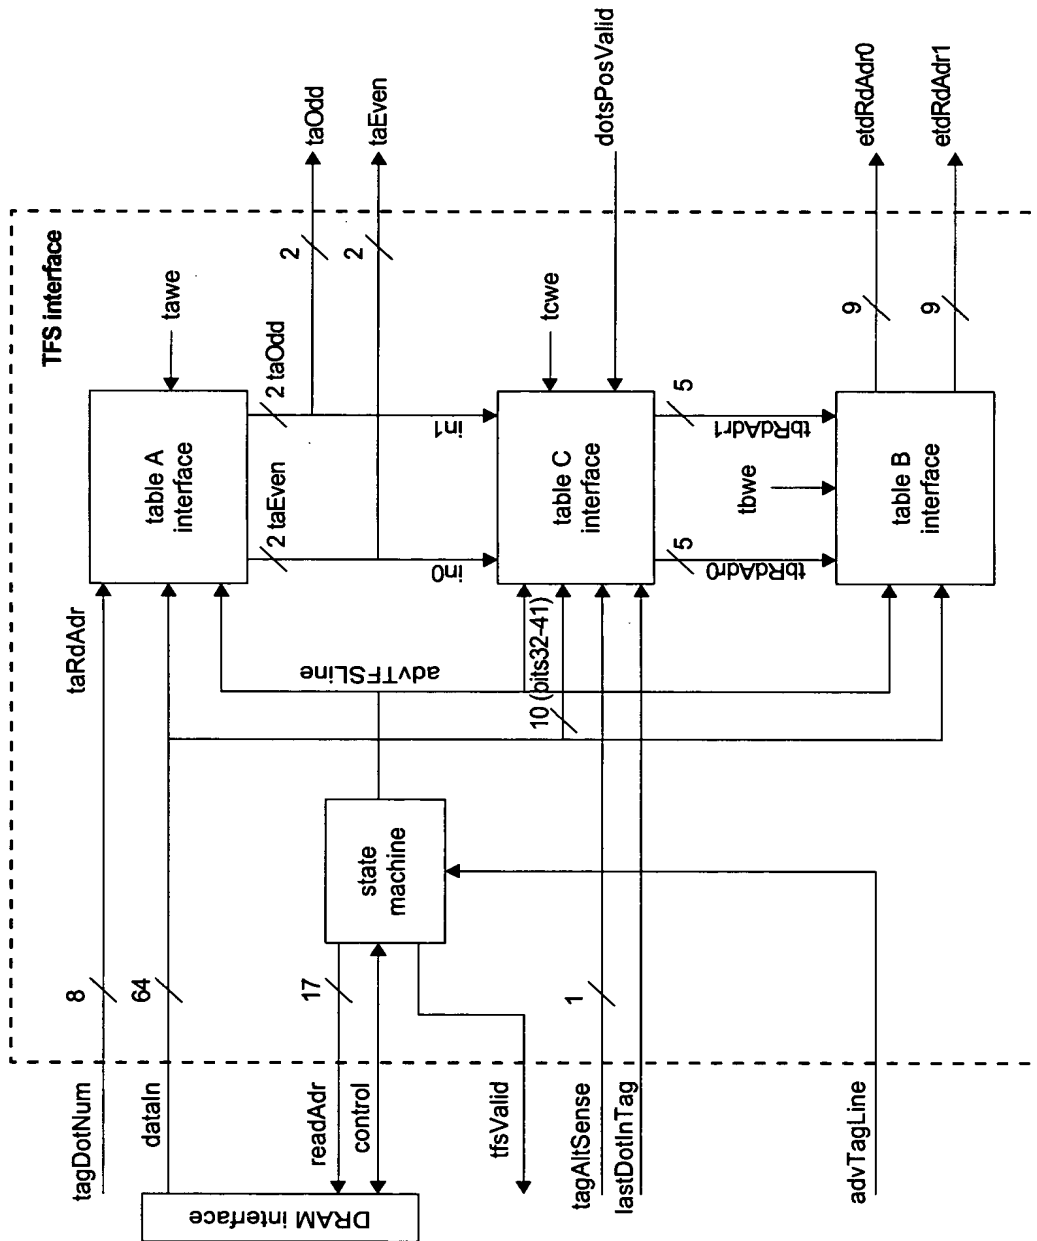 TFS interface
tagDotNum
8
taRdAdr
table A
interface
tawe
dataIn
64
2 taEven
2 taOdd
2
taOdd
2
taEven
DRAM interface
readAdr
17
control
state
machine
advTFSLine
tfsValid
10 (bits32-41)
in0
in1
tagAltSense
1
lastDotInTag
table C
interface
tcwe
dotsPosValid
5
tbRdAdr0
5
tbRdAdr1
tbwe
advTagLine
table B
interface
9
etdRdAdr0
9
etdRdAdr1